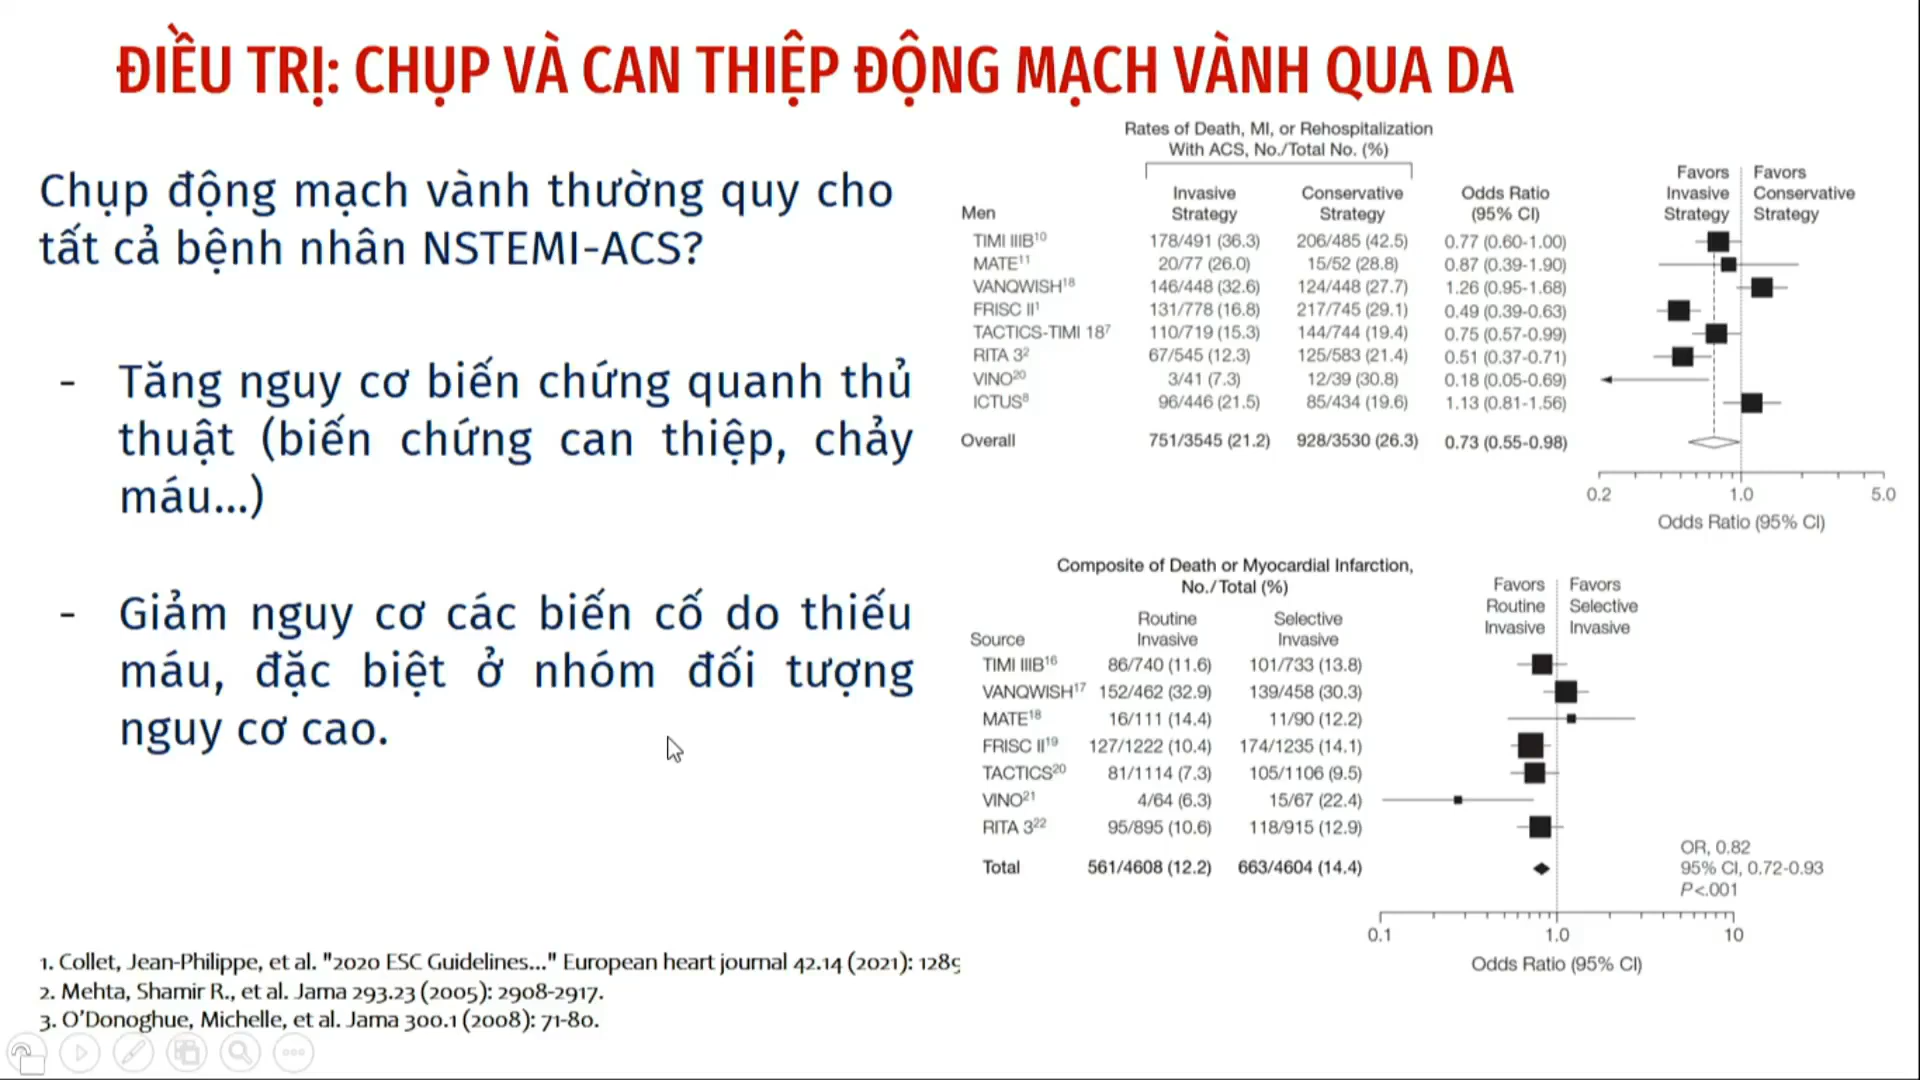 ĐIỀU TRỊ: CHỤP VÀ CAN THIỆP ĐỘNG MẠCH VÀNH QUA DA
Chụp động mạch vành thường quy cho
tất cả bệnh nhân NSTEMI-ACS?
- Tăng nguy cơ biến chứng quanh thủ
thuật (biến chứng can thiệp, chảy
máu...)
- Giảm nguy cơ các biến cố do thiếu
máu, đặc biệt ở nhóm đối tượng
nguy cơ cao.
Rates of Death, MI, or Rehospitalization
With ACS, No./Total No. (%)
Men Invasive Strategy Conservative Strategy Odds Ratio (95% CI) Favors Invasive Strategy Favors Conservative Strategy
TIMI IIIB10 178/491 (36.3) 206/485 (42.5) 0.77 (0.60-1.00)
MATE11 20/77 (26.0) 15/52 (28.8) 0.87 (0.39-1.90)
VANQWISH18 146/448 (32.6) 124/448 (27.7) 1.26 (0.95-1.68)
FRISC II1 131/778 (16.8) 217/745 (29.1) 0.49 (0.39-0.63)
TACTICS-TIMI 187 110/719 (15.3) 144/744 (19.4) 0.75 (0.57-0.99)
RITA 32 67/545 (12.3) 125/583 (21.4) 0.51 (0.37-0.71)
VINO20 3/41 (7.3) 12/39 (30.8) 0.18 (0.05-0.69)
ICTUS8 96/446 (21.5) 85/434 (19.6) 1.13 (0.81-1.56)
Overall 751/3545 (21.2) 928/3530 (26.3) 0.73 (0.55-0.98)
0.2 1.0 5.0
Odds Ratio (95% CI)
Composite of Death or Myocardial Infarction,
No./Total (%)
Source Routine Invasive Selective Invasive Favors Routine Invasive Favors Selective Invasive
TIMI IIIB16 86/740 (11.6) 101/733 (13.8)
VANQWISH17 152/462 (32.9) 139/458 (30.3)
MATE18 16/111 (14.4) 11/90 (12.2)
FRISC II19 127/1222 (10.4) 174/1235 (14.1)
TACTICS20 81/1114 (7.3) 105/1106 (9.5)
VINO21 4/64 (6.3) 15/67 (22.4)
RITA 322 95/895 (10.6) 118/915 (12.9)
Total 561/4608 (12.2) 663/4604 (14.4)
OR, 0.82
95% CI, 0.72-0.93
P<.001
0.1 1.0 10
Odds Ratio (95% CI)
1. Collet, Jean-Philippe, et al. "2020 ESC Guidelines..." European heart journal 42.14 (2021): 128
2. Mehta, Shamir R., et al. Jama 293.23 (2005): 2908-2917.
3. O'Donoghue, Michelle, et al. Jama 300.1 (2008): 71-80.